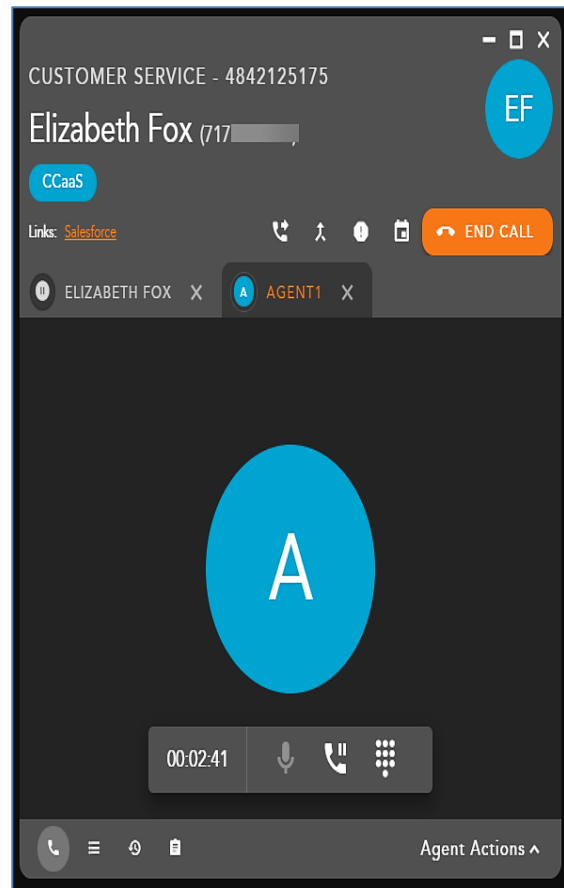 CUSTOMER SERVICE - 4842125175
EF
Elizabeth Fox (717
CCaaS
Links: Salesforce
END CALL
ELIZABETH FOX X
A AGENT1 X
A
00:02:41
Agent Actions